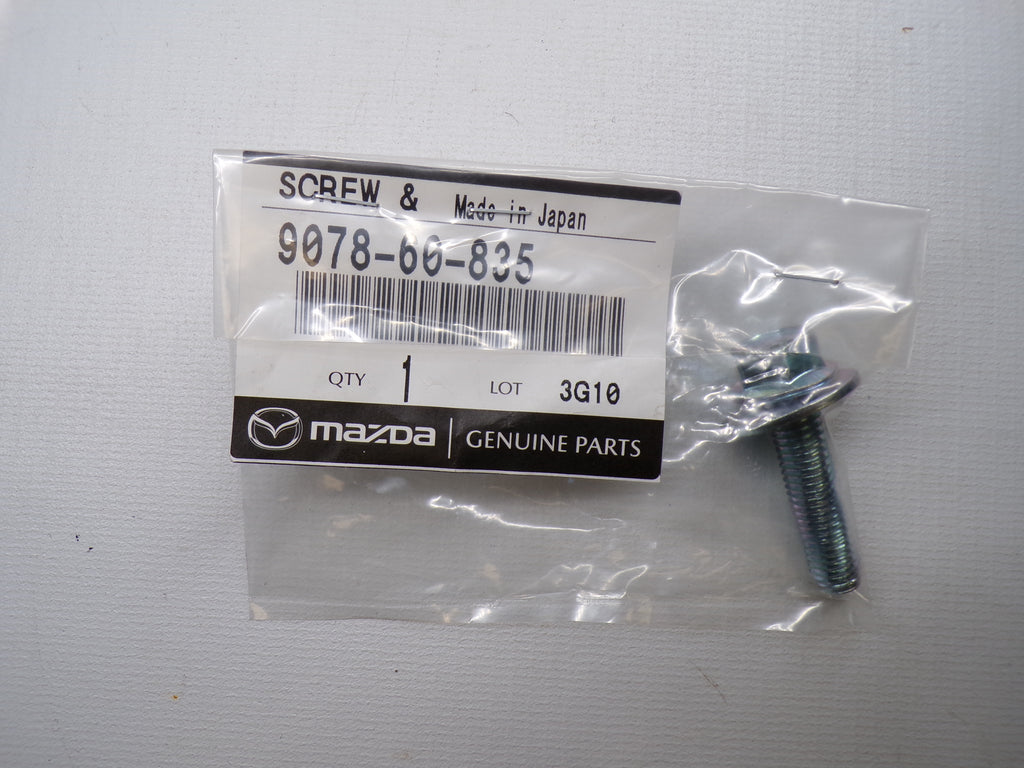 SCREW & Made in Japan
9078-60-835
QTY 1 LOT 3G10
mazda GENUINE PARTS